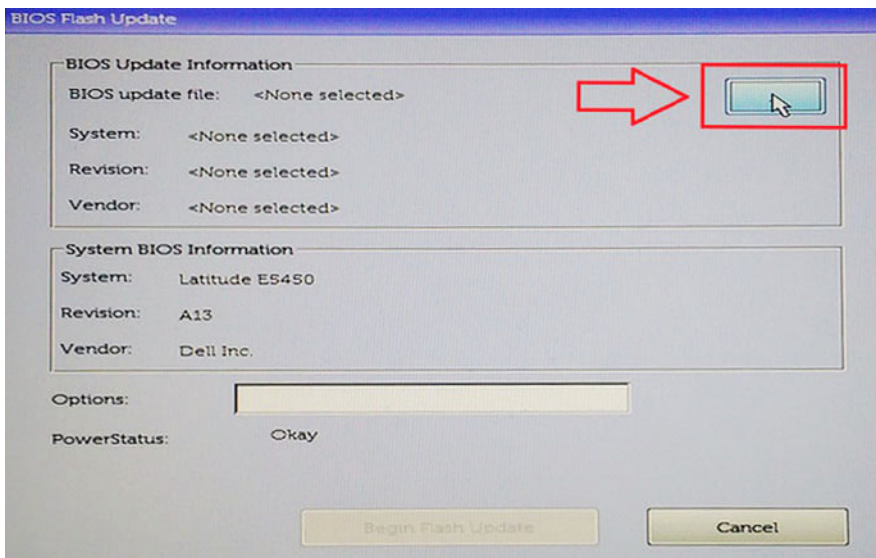 BIOS Flash Update
BIOS Update Information
BIOS update file: <None selected>
System: <None selected>
Revision: <None selected>
Vendor: <None selected>
System BIOS Information
System: Latitude E5450
Revision: A13
Vendor: Dell Inc.
Options:
PowerStatus: Okay
Begin Flash Update
Cancel